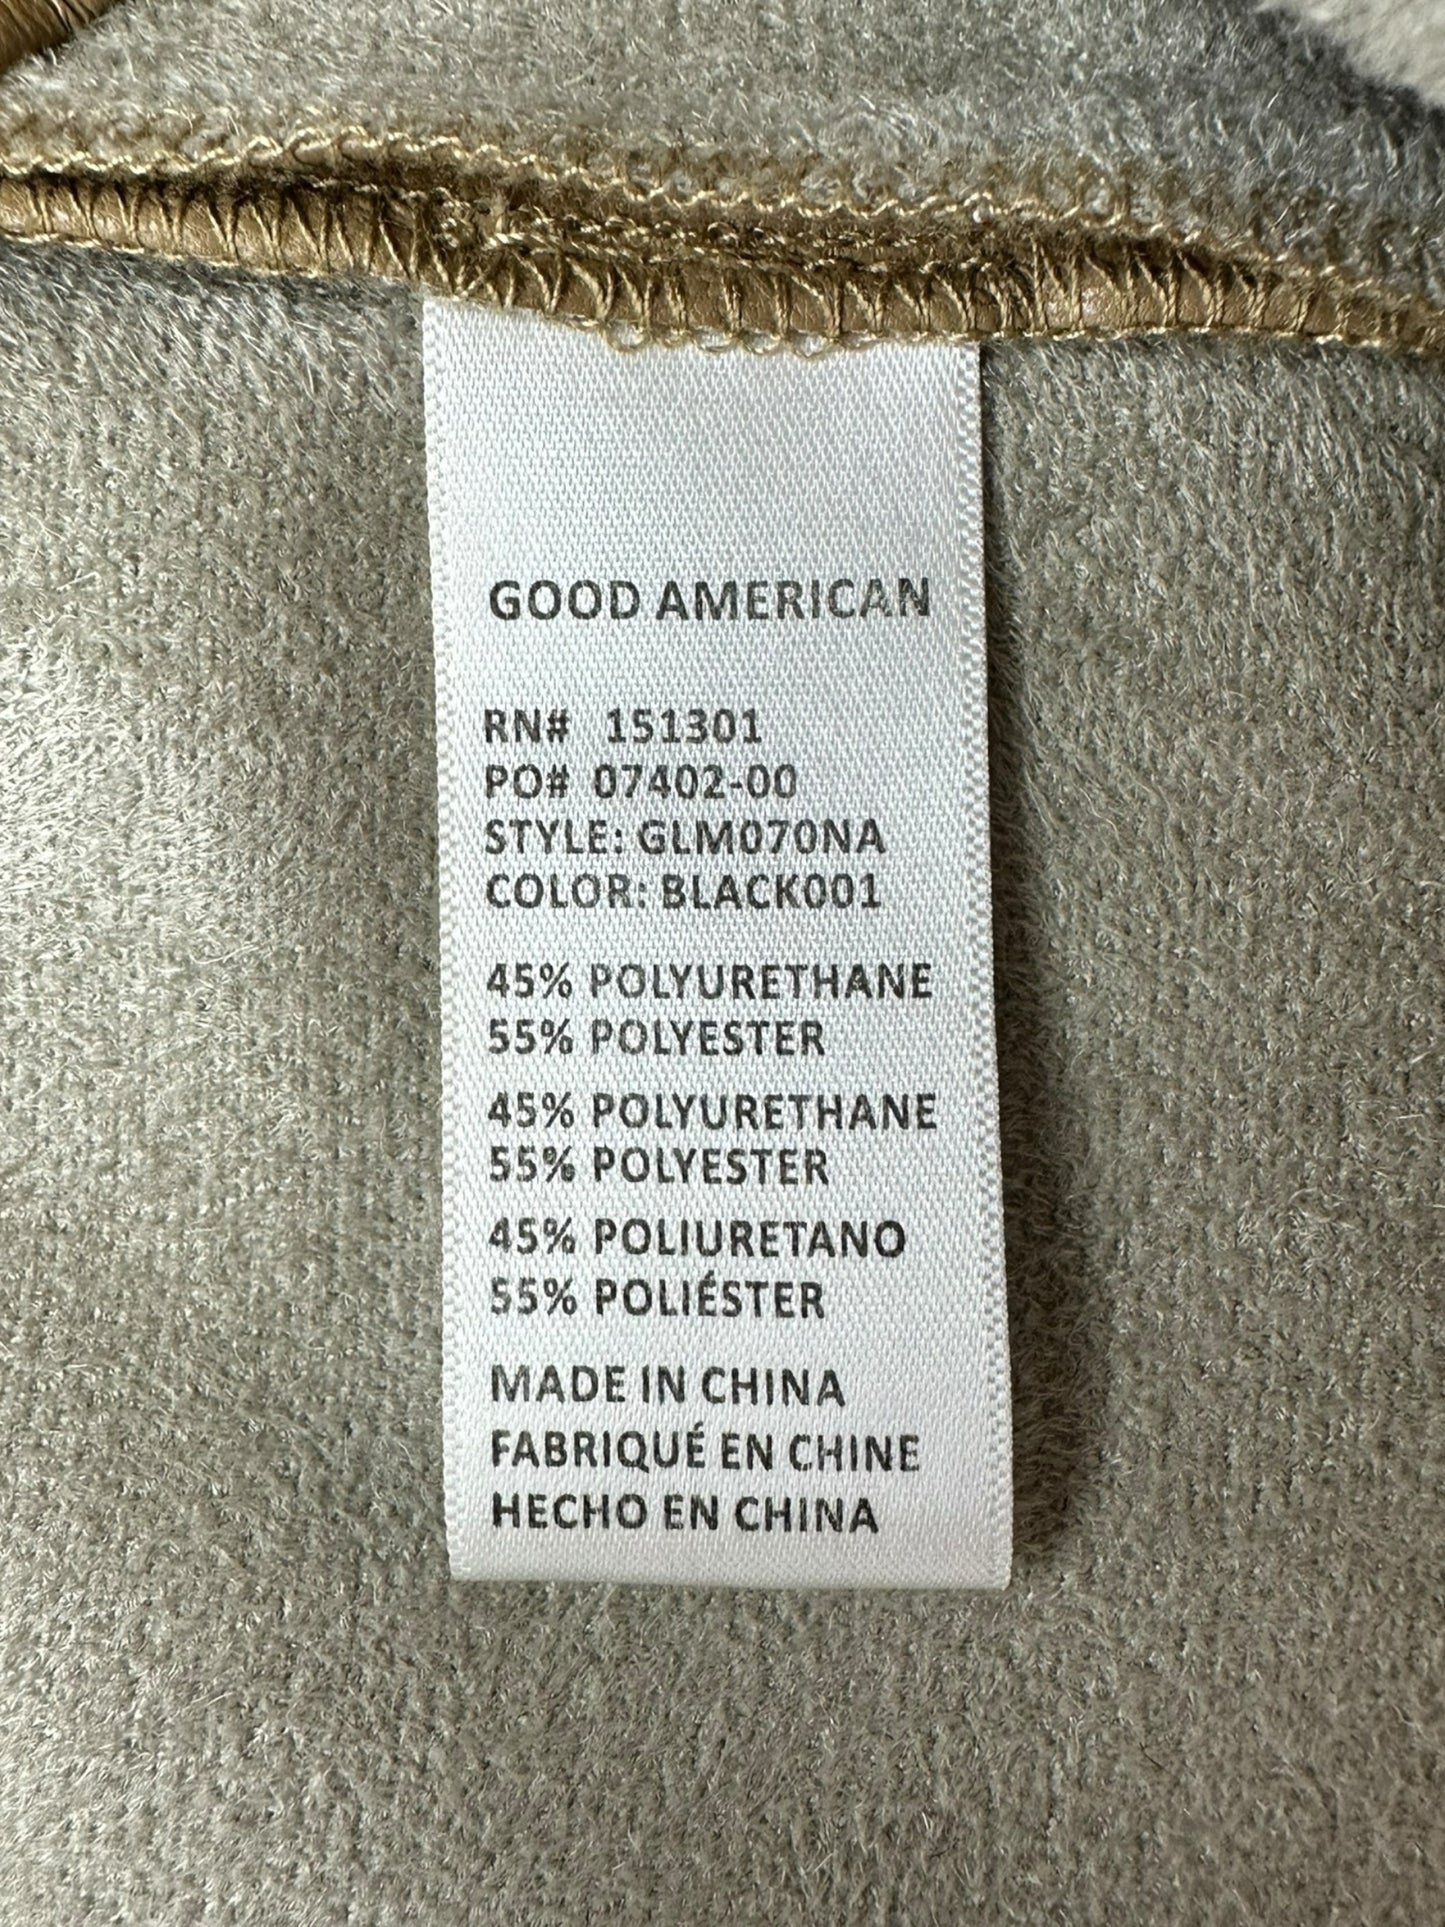 GOOD AMERICAN
RN# 151301
PO# 07402-00
STYLE: GLM070NA
COLOR: BLACK001
45% POLYURETHANE
55% POLYESTER
45% POLYURETHANE
55% POLYESTER
45% POLIURETANO
55% POLIÉSTER
MADE IN CHINA
FABRIQUÉ EN CHINE
HECHO EN CHINA